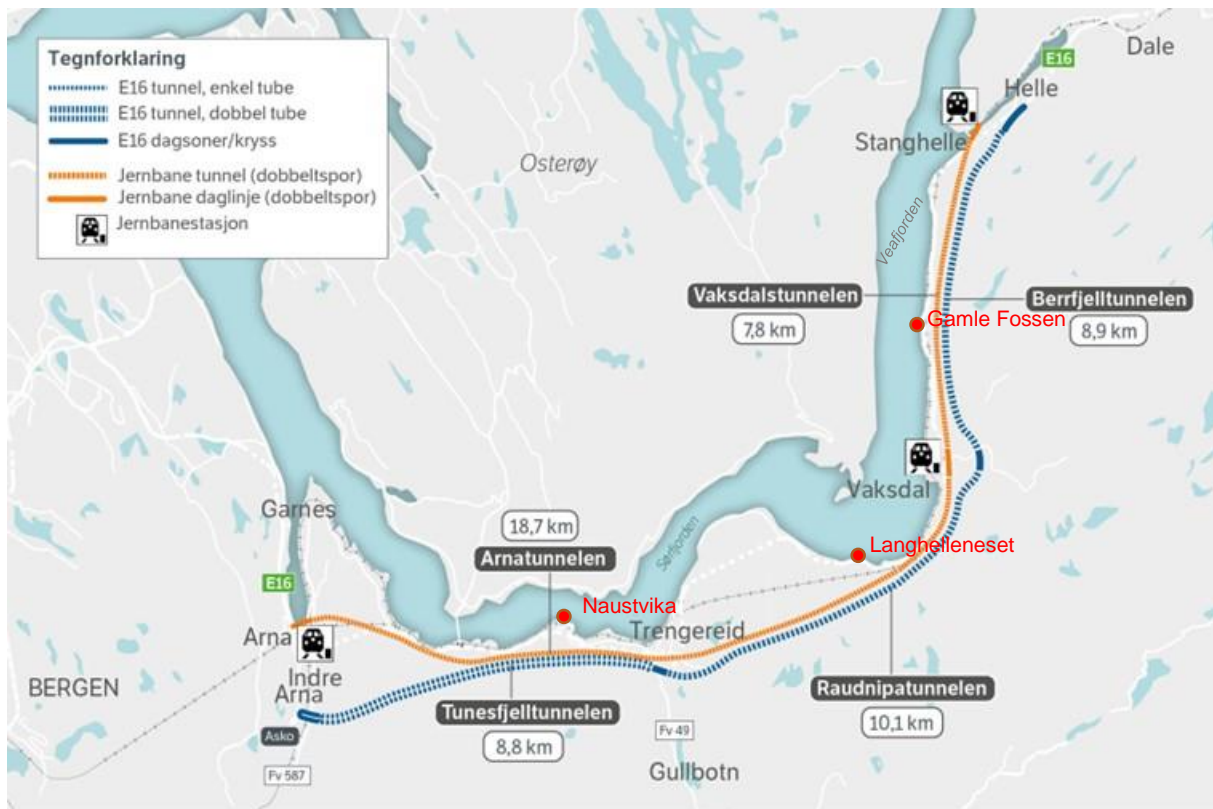 Tegnforklaring
E16 tunnel, enkel tube
E16 tunnel, dobbel tube
E16 dagsoner/kryss
Jernbane tunnel (dobbeltspor)
Jernbane daglinje (dobbeltspor)
Jernbanestasjon
Dale
E16
Helle
Stanghelle
Osterøy
Veafjorden
Vaksdalstunnelen
7,8 km
Berrfjelltunnelen
8,9 km
Gamle Fossen
Vaksdal
Garnes
18,7 km
Arnatunnelen
Sørfjorden
Langhelleneset
E16
Naustvika
Trengereid
Arna
Indre
Arna
BERGEN
Raudnipatunnelen
10,1 km
Tunesfjelltunnelen
8,8 km
Asko
Fv 49
Fv 587
Gullbotn